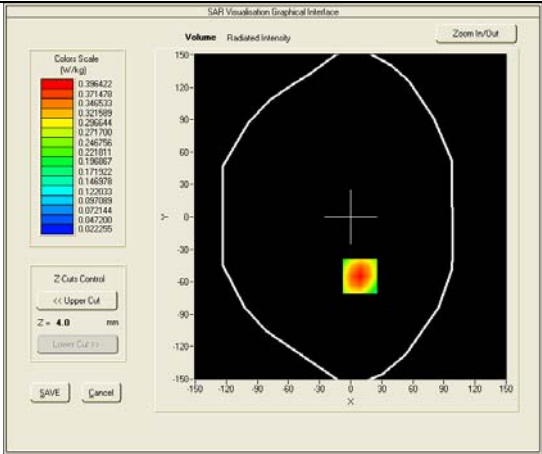 SAR Visualisation Graphical Interface
Volume Radiated Intensity
Zoom In/Out
Colors Scale
(W/kg)
0.396422
0.371478
0.346533
0.321589
0.296644
0.271700
0.246756
0.221811
0.196867
0.171922
0.146978
0.122033
0.097089
0.072144
0.047200
0.022255
Z-Cuts Control
<< Upper Cut
Z = 4.0 mm
Lower Cut >>
SAVE Cancel
150
120
90
60
30
0
-30
-60
-90
-120
-150
Y
-150 -120 -90 -60 -30 0 30 60 90 120 150
X